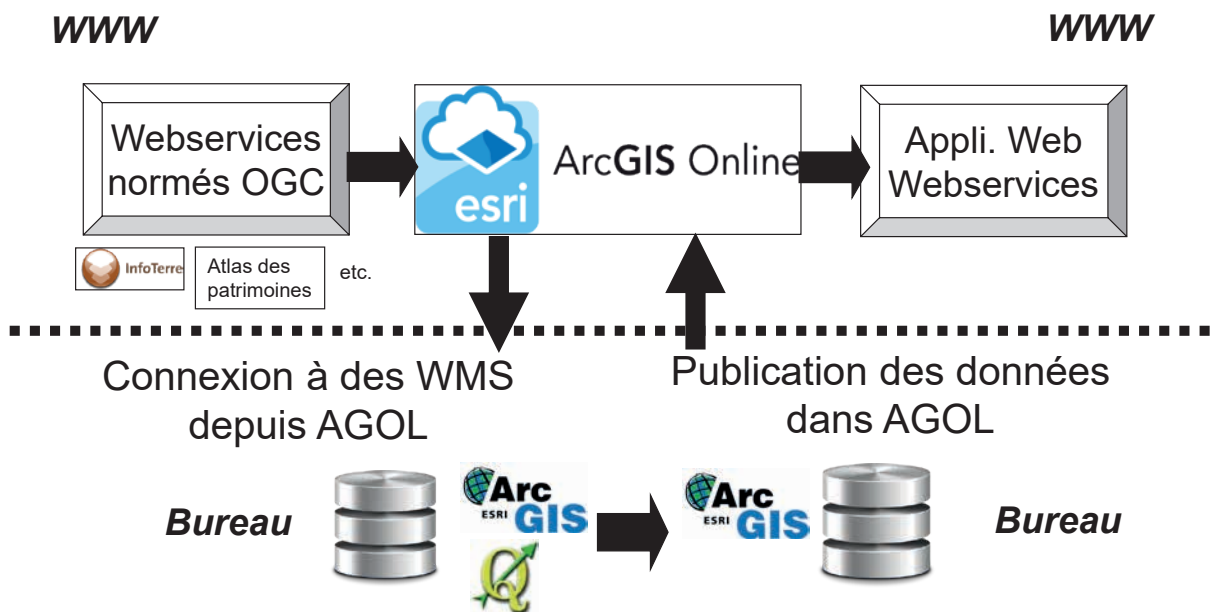 WWW
WWW
Webservices
normés OGC
esri
ArcGIS Online
Appli. Web
Webservices
InfoTerre
Atlas des
patrimoines
etc.
Connexion à des WMS
depuis AGOL
Publication des données
dans AGOL
Bureau
Arc
ESRI GIS
Q
Arc
ESRI GIS
Bureau